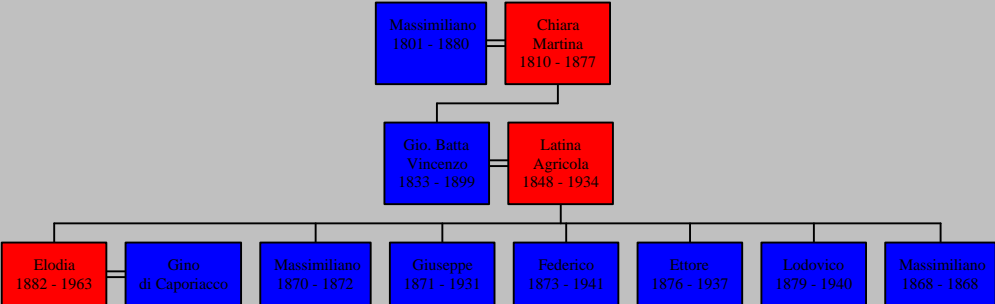 Massimiliano
1801 - 1880
Chiara
Martina
1810 - 1877
Gio. Batta
Vincenzo
1833 - 1899
Latina
Agricola
1848 - 1934
Elodia
1882 - 1963
Gino
di Caporiacco
Massimiliano
1870 - 1872
Giuseppe
1871 - 1931
Federico
1873 - 1941
Ettore
1876 - 1937
Lodovico
1879 - 1940
Massimiliano
1868 - 1868